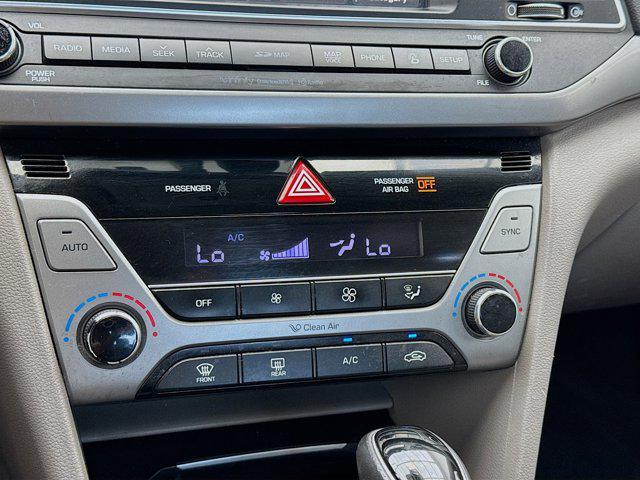 VOL
RADIO MEDIA SEEK TRACK SD MAP MAP VOICE PHONE SETUP
TUNE
ENTER
POWER
PUSH
FILE
PASSENGER
PASSENGER
AIR BAG OFF
AUTO
SYNC
A/C
Lo
Lo
OFF
Clean Air
FRONT
REAR
A/C